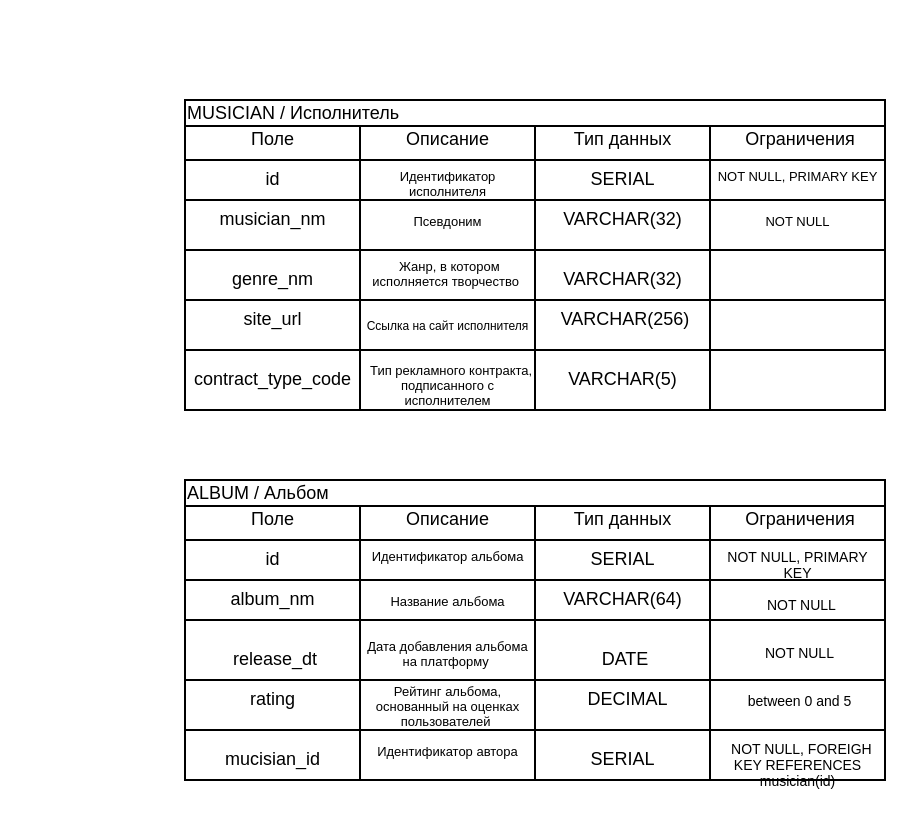 MUSICIAN / Исполнитель
Поле Описание Тип данных Ограничения
id Идентификатор SERIAL NOT NULL, PRIMARY KEY
исполнителя
musician_nm Псевдоним VARCHAR(32) NOT NULL
genre_nm Жанр, в котором VARCHAR(32)
исполняется творчество
site_url Ссылка на сайт исполнителя VARCHAR(256)
contract_type_code Тип рекламного контракта, VARCHAR(5)
подписанного с
исполнителем
ALBUM / Альбом
Поле Описание Тип данных Ограничения
id Идентификатор альбома SERIAL NOT NULL, PRIMARY
KEY
album_nm Название альбома VARCHAR(64) NOT NULL
release_dt Дата добавления альбома DATE NOT NULL
на платформу
rating Рейтинг альбома, DECIMAL between 0 and 5
основанный на оценках
пользователей
mucisian_id Идентификатор автора SERIAL NOT NULL, FOREIGH
KEY REFERENCES
musician(id)